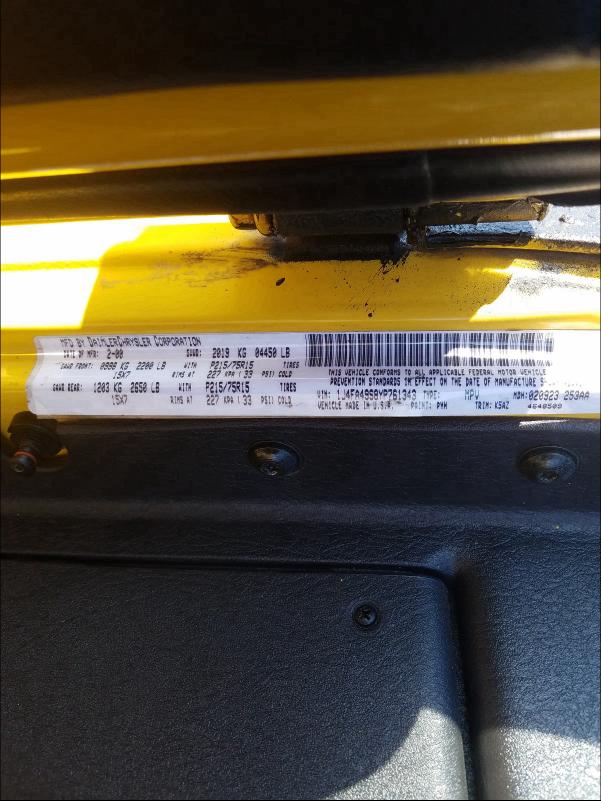 MFD BY DAIMLERCHRYSLER CORPORATION
DATE OF MFR: 2-00 GVWR: 2019 KG 04450 LB
GAWR FRONT: 0998 KG 2200 LB WITH P215/75R15 TIRES
15X7 RIMS AT 227 KPA ( 33 PSI) COLD
GAWR REAR: 1203 KG 2650 LB WITH P215/75R15 TIRES
15X7 RIMS AT 227 KPA ( 33 PSI) COLD
THIS VEHICLE CONFORMS TO ALL APPLICABLE FEDERAL MOTOR VEHICLE
PREVENTION STANDARDS IN EFFECT ON THE DATE OF MANUFACTURE
VIN: TYPE: MPV MDH: 020923 253AA
VEHICLE MADE IN U.S.A. PAINT: PYH TRIM: K5AZ 4648509